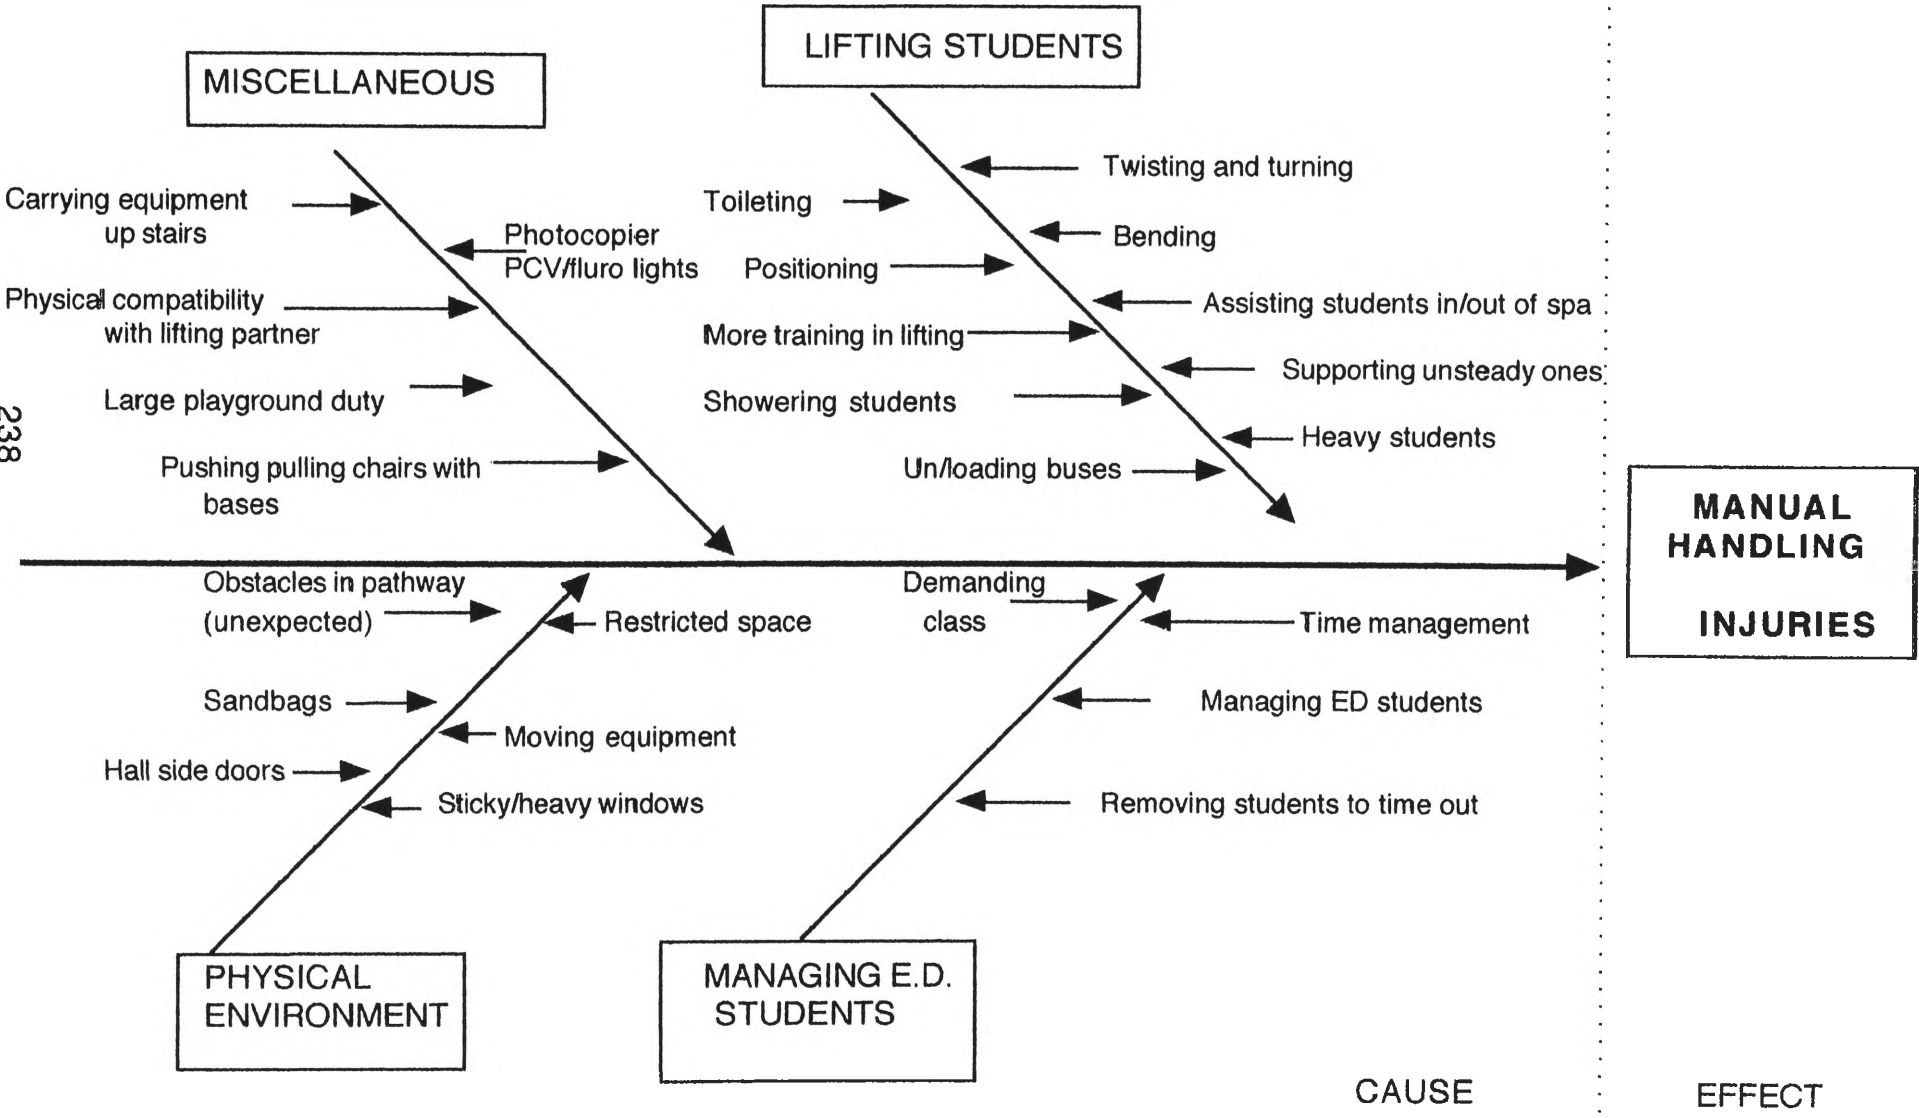 LIFTING STUDENTS
MISCELLANEOUS
Twisting and turning
Carrying equipment
up stairs
Toileting
Photocopier
PCV/fluro lights
Bending
Positioning
Physical compatibility
with lifting partner
Assisting students in/out of spa
More training in lifting
Supporting unsteady ones
Large playground duty
Showering students
238
Heavy students
Pushing pulling chairs with
bases
Un/loading buses
MANUAL
HANDLING
INJURIES
Obstacles in pathway
(unexpected)
Restricted space
Demanding
class
Time management
Sandbags
Managing ED students
Moving equipment
Hall side doors
Sticky/heavy windows
Removing students to time out
PHYSICAL
ENVIRONMENT
MANAGING E.D.
STUDENTS
CAUSE
EFFECT